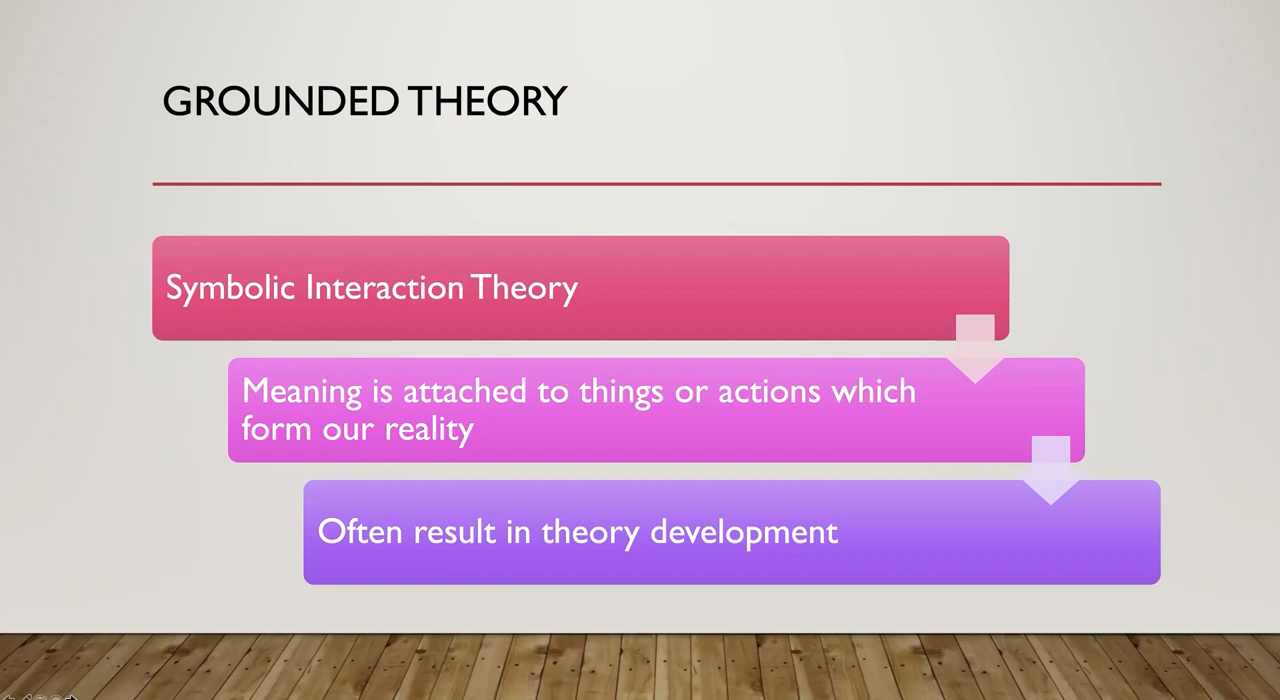 GROUNDED THEORY
Symbolic Interaction Theory
Meaning is attached to things or actions which
form our reality
Often result in theory development